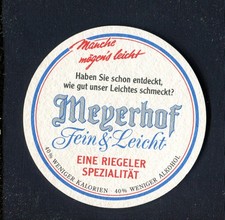 Manche
mögen's leicht
Haben Sie schon entdeckt,
wie gut unser Leichtes schmeckt?
Meyerhof
Fein & Leicht
EINE RIEGELER
SPEZIALITÄT
40% WENIGER KALORIEN 40% WENIGER ALKOHOL